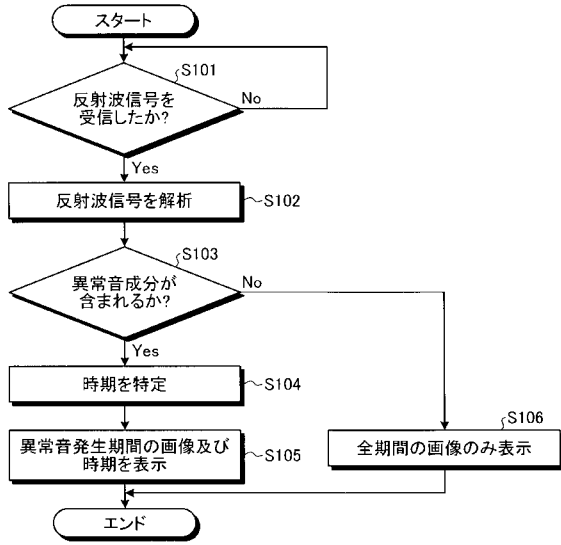 スタート
S101
反射波信号を
受信したか?
No
Yes
反射波信号を解析
S102
S103
異常音成分が
含まれるか?
No
Yes
時期を特定
S104
S106
異常音発生期間の画像及び
時期を表示
S105
全期間の画像のみ表示
エンド